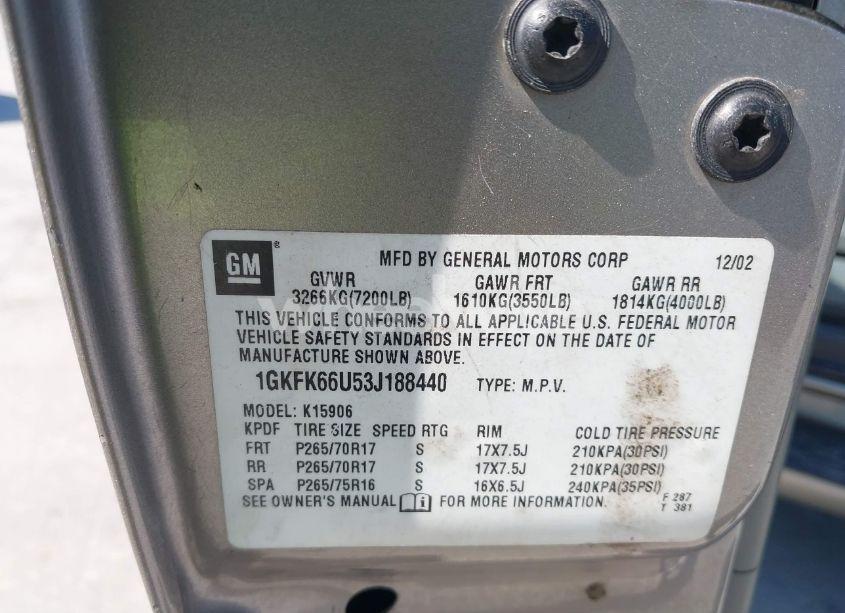 GM ® MFD BY GENERAL MOTORS CORP 12/02
GVWR GAWR FRT GAWR RR
3266KG(7200LB) 1610KG(3550LB) 1814KG(4000LB)
THIS VEHICLE CONFORMS TO ALL APPLICABLE U.S. FEDERAL MOTOR
VEHICLE SAFETY STANDARDS IN EFFECT ON THE DATE OF
MANUFACTURE SHOWN ABOVE.
1GKFK66U53J188440 TYPE: M.P.V.
MODEL: K15906
KPDF TIRE SIZE SPEED RTG RIM COLD TIRE PRESSURE
FRT P265/70R17 S 17X7.5J 210KPA(30PSI)
RR P265/70R17 S 17X7.5J 210KPA(30PSI)
SPA P265/75R16 S 16X6.5J 240KPA(35PSI)
SEE OWNER'S MANUAL i FOR MORE INFORMATION. F 287
T 381